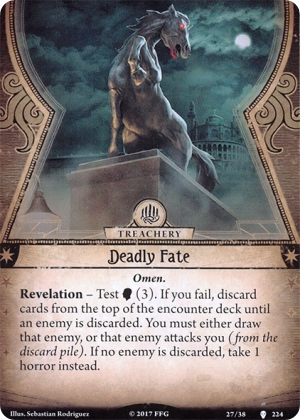 TREACHERY
Deadly Fate
Omen.
Revelation – Test (3). If you fail, discard
cards from the top of the encounter deck until
an enemy is discarded. You must either draw
that enemy, or that enemy attacks you (from the
discard pile). If no enemy is discarded, take 1
horror instead.
Illus. Sebastian Rodriguez
© 2017 FFG
27/38
224